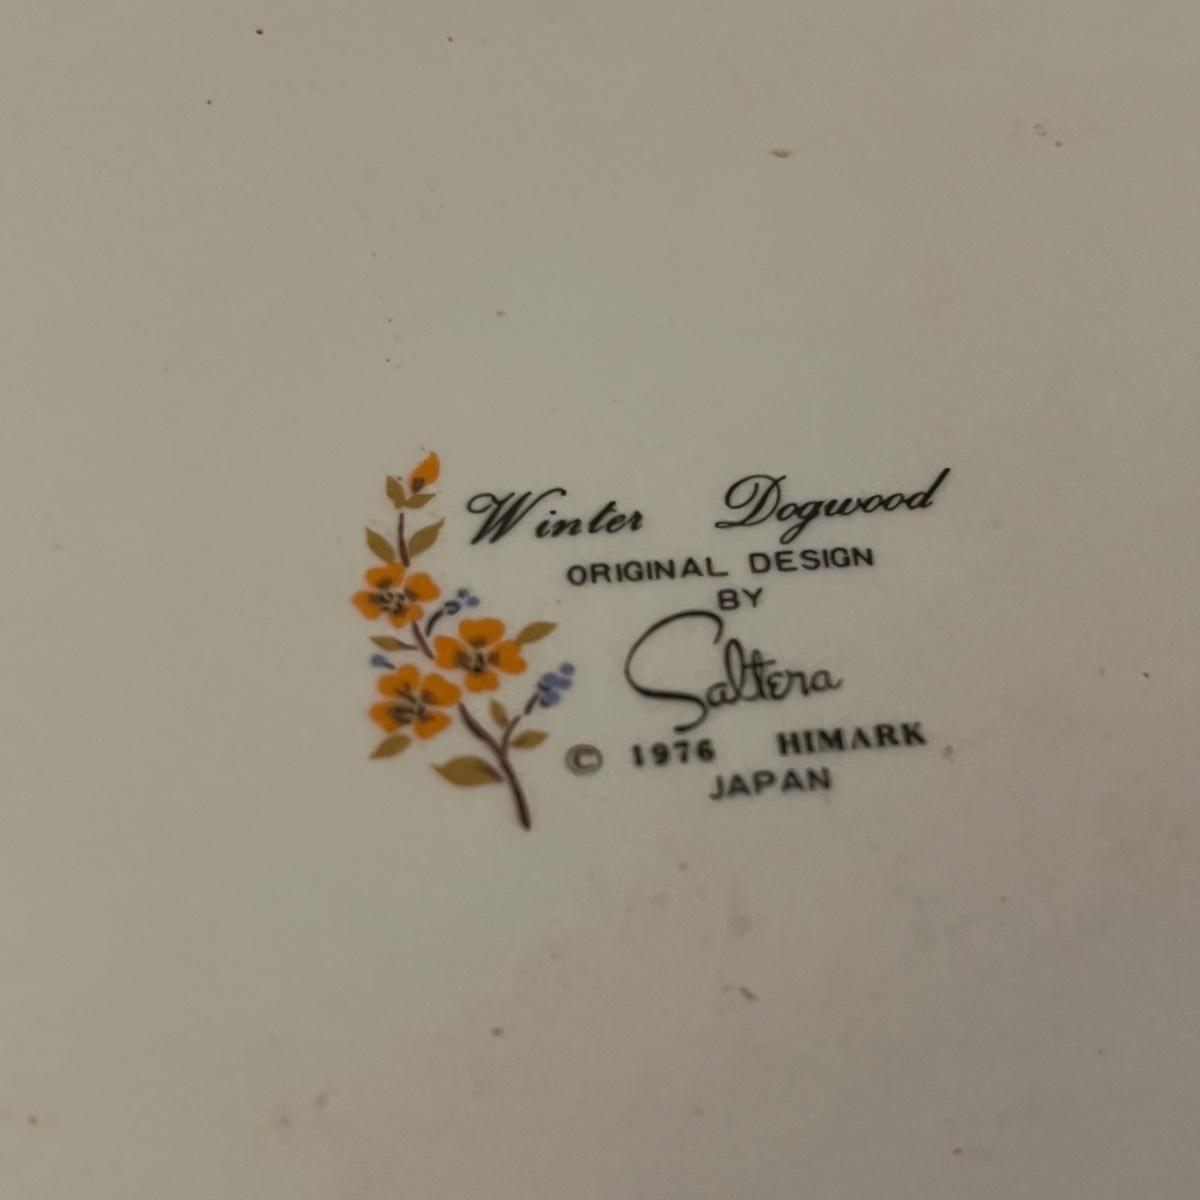 Winter Dogwood
ORIGINAL DESIGN
BY
Saltera
© 1976 HIMARK
JAPAN